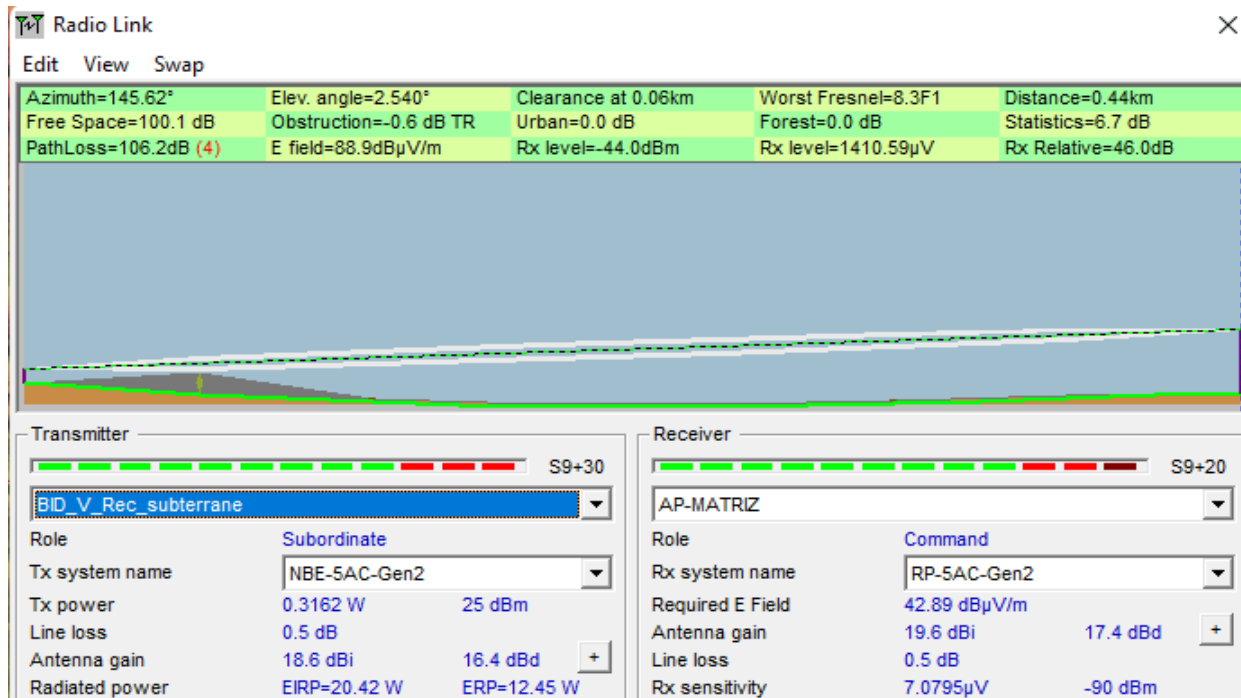 Radio Link
Edit View Swap
Azimuth=145.62° Elev. angle=2.540° Clearance at 0.06km Worst Fresnel=8.3F1 Distance=0.44km
Free Space=100.1 dB Obstruction=-0.6 dB TR Urban=0.0 dB Forest=0.0 dB Statistics=6.7 dB
PathLoss=106.2dB (4) E field=88.9dBµV/m Rx level=-44.0dBm Rx level=1410.59µV Rx Relative=46.0dB
Transmitter
S9+30
BID_V_Rec_subterrane
Role Subordinate
Tx system name NBE-5AC-Gen2
Tx power 0.3162 W 25 dBm
Line loss 0.5 dB
Antenna gain 18.6 dBi 16.4 dBd +
Radiated power EIRP=20.42 W ERP=12.45 W
Receiver
S9+20
AP-MATRIZ
Role Command
Rx system name RP-5AC-Gen2
Required E Field 42.89 dBµV/m
Antenna gain 19.6 dBi 17.4 dBd +
Line loss 0.5 dB
Rx sensitivity 7.0795µV -90 dBm